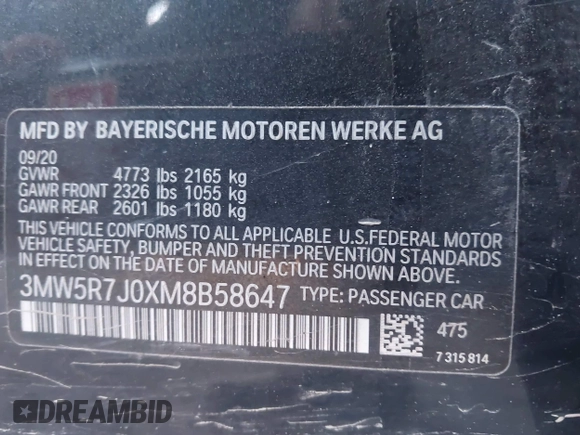 MFD BY BAYERISCHE MOTOREN WERKE AG
09/20
GVWR 4773 lbs 2165 kg
GAWR FRONT 2326 lbs 1055 kg
GAWR REAR 2601 lbs 1180 kg
THIS VEHICLE CONFORMS TO ALL APPLICABLE U.S.FEDERAL MOTOR
VEHICLE SAFETY, BUMPER AND THEFT PREVENTION STANDARDS
IN EFFECT ON THE DATE OF MANUFACTURE SHOWN ABOVE.
3MW5R7J0XM8B58647 TYPE: PASSENGER CAR
475
7 315 814
DREAMBID